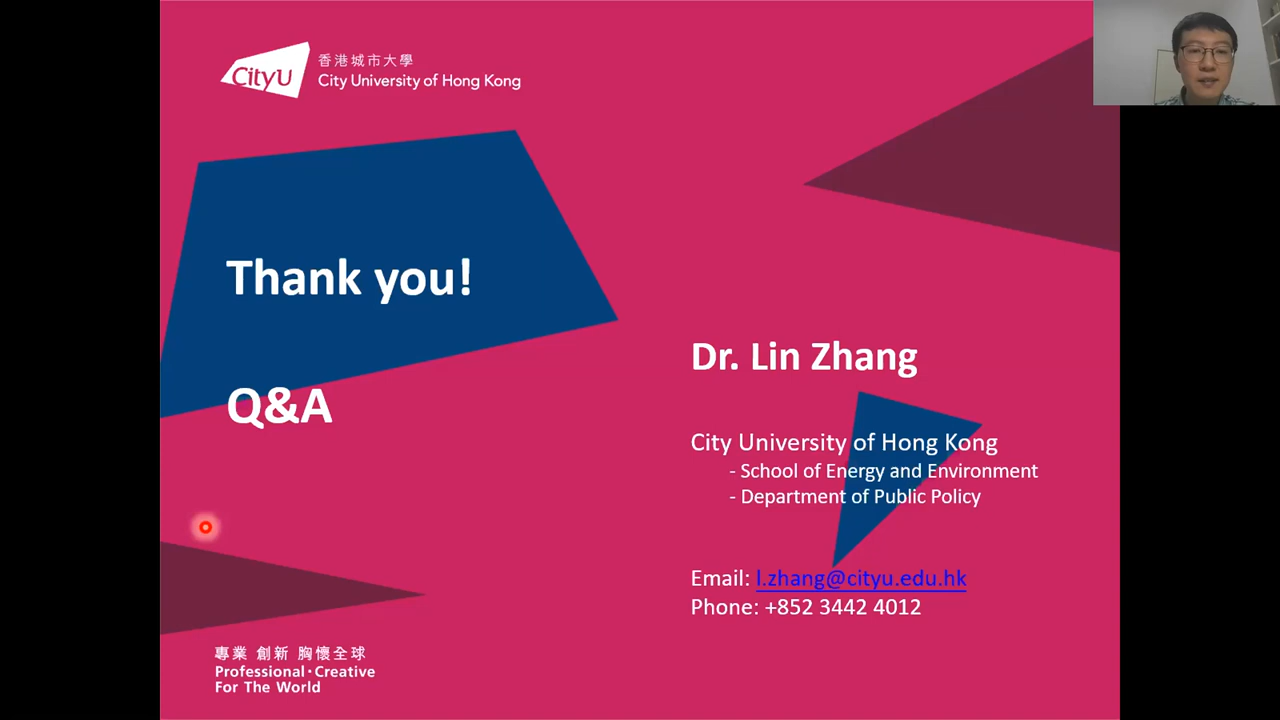 CityU
香港城市大學
City University of Hong Kong
Thank you!
Q&A
Dr. Lin Zhang
City University of Hong Kong
- School of Energy and Environment
- Department of Public Policy
Email: l.zhang@cityu.edu.hk
Phone: +852 3442 4012
專業 創新 胸懷全球
Professional·Creative
For The World